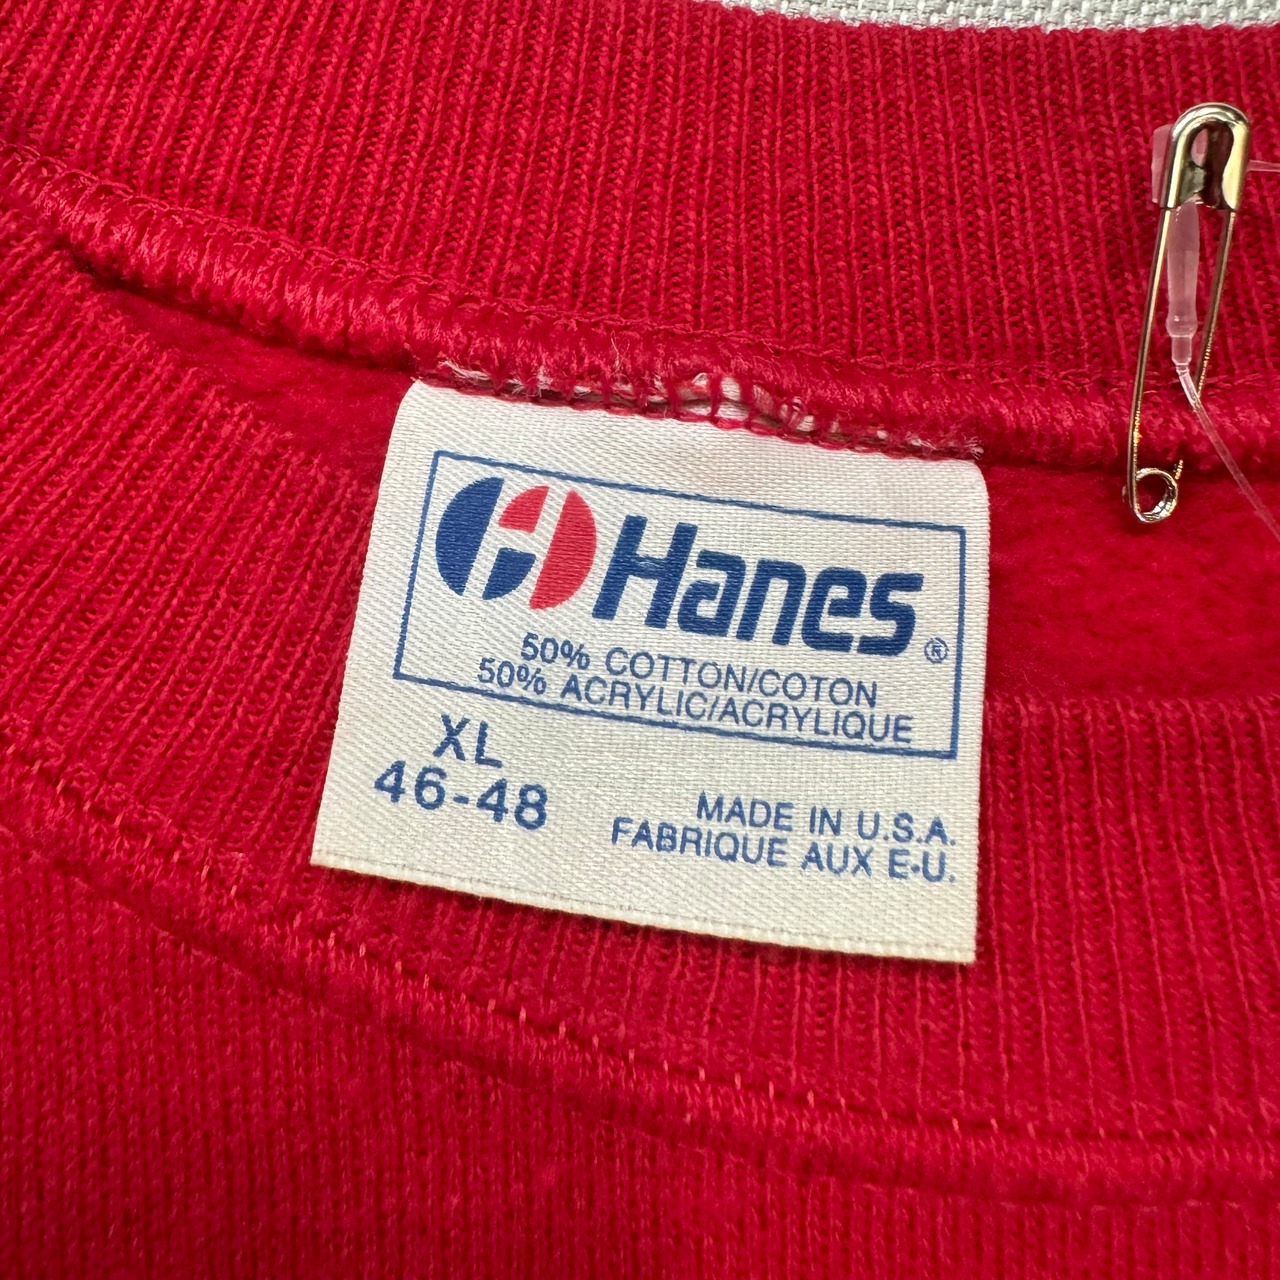 Hanes®
50% COTTON/COTON
50% ACRYLIC/ACRYLIQUE
XL
46-48
MADE IN U.S.A.
FABRIQUE AUX E•U.